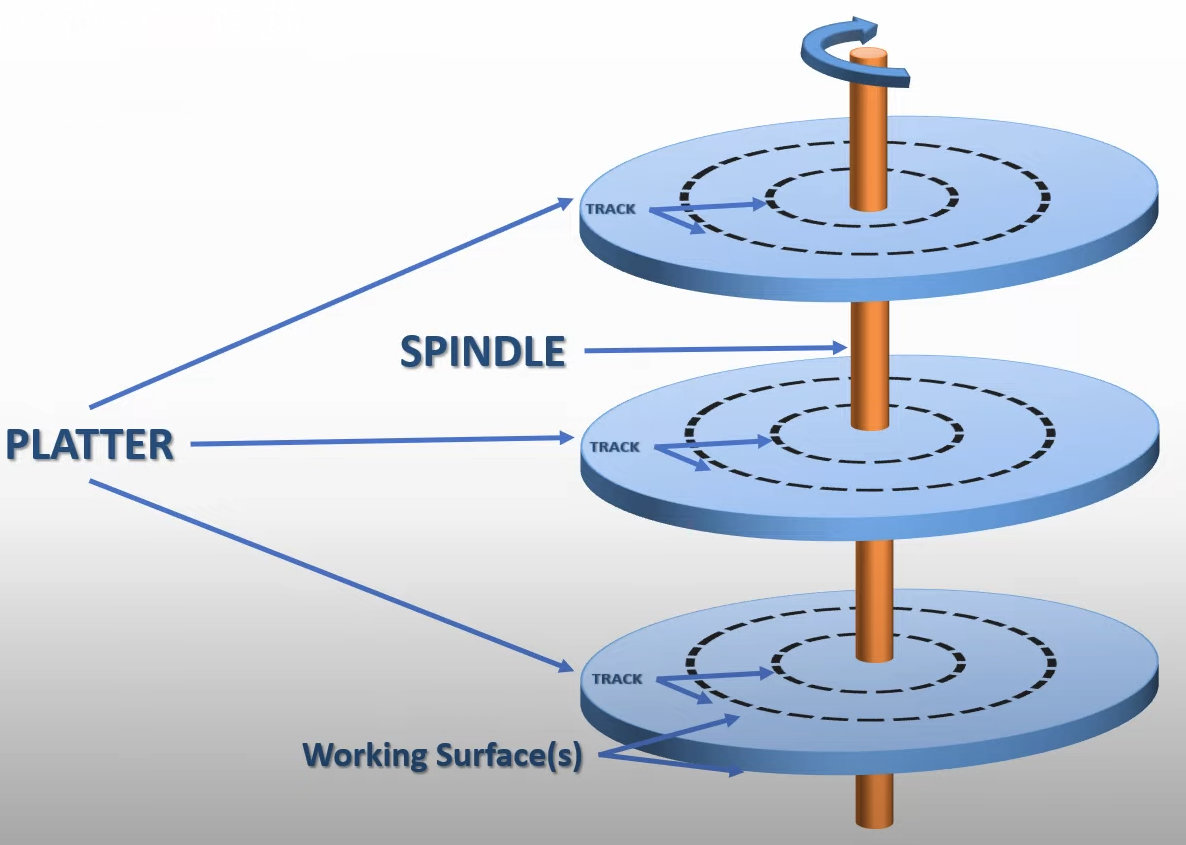 TRACK
SPINDLE
PLATTER
TRACK
TRACK
Working Surface(s)